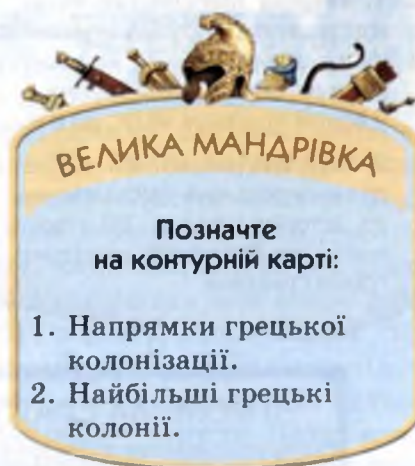 ВЕЛИКА МАНДРІВКА
Позначте
на контурній карті:
1. Напрямки грецької
колонізації.
2. Найбільші грецькі
колонії.